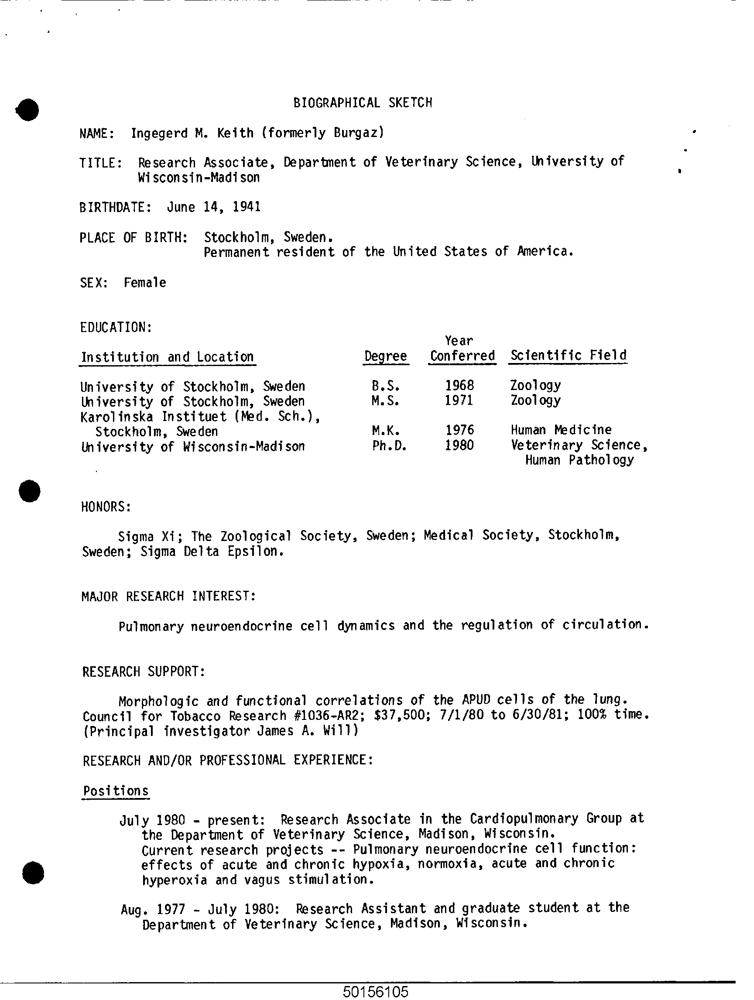 BIOGRAPHICAL SKETCH
NAME: Ingegerd M. Keith (formerly Burgaz)
TITLE: Research Associate, Department of Veterinary Science, University of
Wisconsin-Madison
BIRTHDATE: June 14, 1941
PLACE OF BIRTH: Stockholm, Sweden.
Permanent resident of the United States of America.
SEX: Female
EDUCATION:
Year
Institution and Location Degree Conferred Scientific Field
University of Stockholm, Sweden B.S. 1968 Zoology
University of Stockholm, Sweden M.S. 1971 Zoology
Karolinska Instituet (Med. Sch.),
Stockholm, Sweden M.K. 1976 Human Medicine
University of Wisconsin-Madison Ph.D. 1980 Veterinary Science,
Human Pathology
HONORS:
Sigma Xi; The Zoological Society, Sweden; Medical Society, Stockholm,
Sweden; Sigma Delta Epsilon.
MAJOR RESEARCH INTEREST:
Pulmonary neuroendocrine cell dynamics and the regulation of circulation.
RESEARCH SUPPORT:
Morphologic and functional correlations of the APUD cells of the lung.
Council for Tobacco Research #1036-AR2; $37,500; 7/1/80 to 6/30/81; 100% time.
(Principal investigator James A. Will)
RESEARCH AND/OR PROFESSIONAL EXPERIENCE:
Positions
July 1980 - present: Research Associate in the Cardiopulmonary Group at
the Department of Veterinary Science, Madison, Wisconsin.
Current research projects -- Pulmonary neuroendocrine cell function:
effects of acute and chronic hypoxia, normoxia, acute and chronic
hyperoxia and vagus stimulation.
Aug. 1977 - July 1980: Research Assistant and graduate student at the
Department of Veterinary Science, Madison, Wisconsin.
50156105